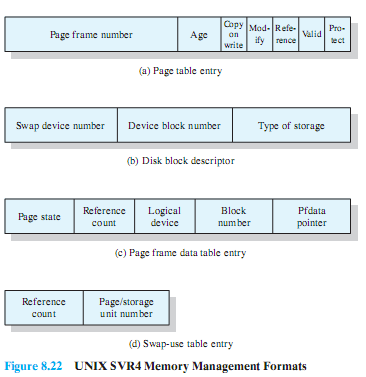 Page frame number Age Copy on write Mod- ify Refe- rence Valid Pro- tect
(a) Page table entry
Swap device number Device block number Type of storage
(b) Disk block descriptor
Page state Reference count Logical device Block number Pfdata pointer
(c) Page frame data table entry
Reference count Page/storage unit number
(d) Swap-use table entry
Figure 8.22 UNIX SVR4 Memory Management Formats